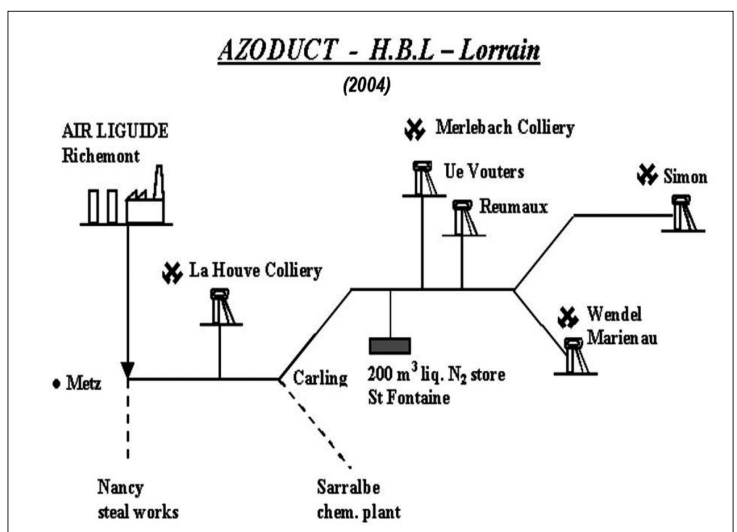 AZODUCT - H.B.L – Lorrain
(2004)
AIR LIGUIDE
Richemont
Merlebach Colliery
Ue Vouters
Reumaux
Simon
La Houve Colliery
Wendel
Marienau
Metz
Carling
200 m³ liq. N₂ store
St Fontaine
Nancy
steal works
Sarralbe
chem. plant